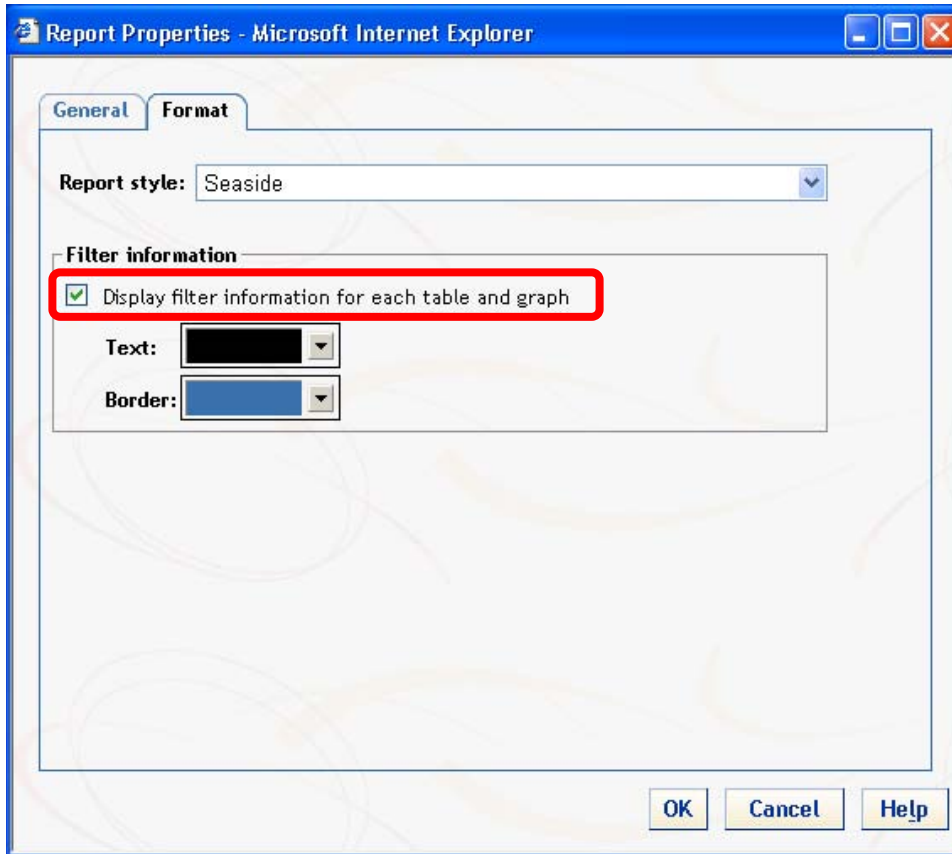 Report Properties - Microsoft Internet Explorer
General Format
Report style: Seaside
Filter information
Display filter information for each table and graph
Text:
Border:
OK Cancel Help